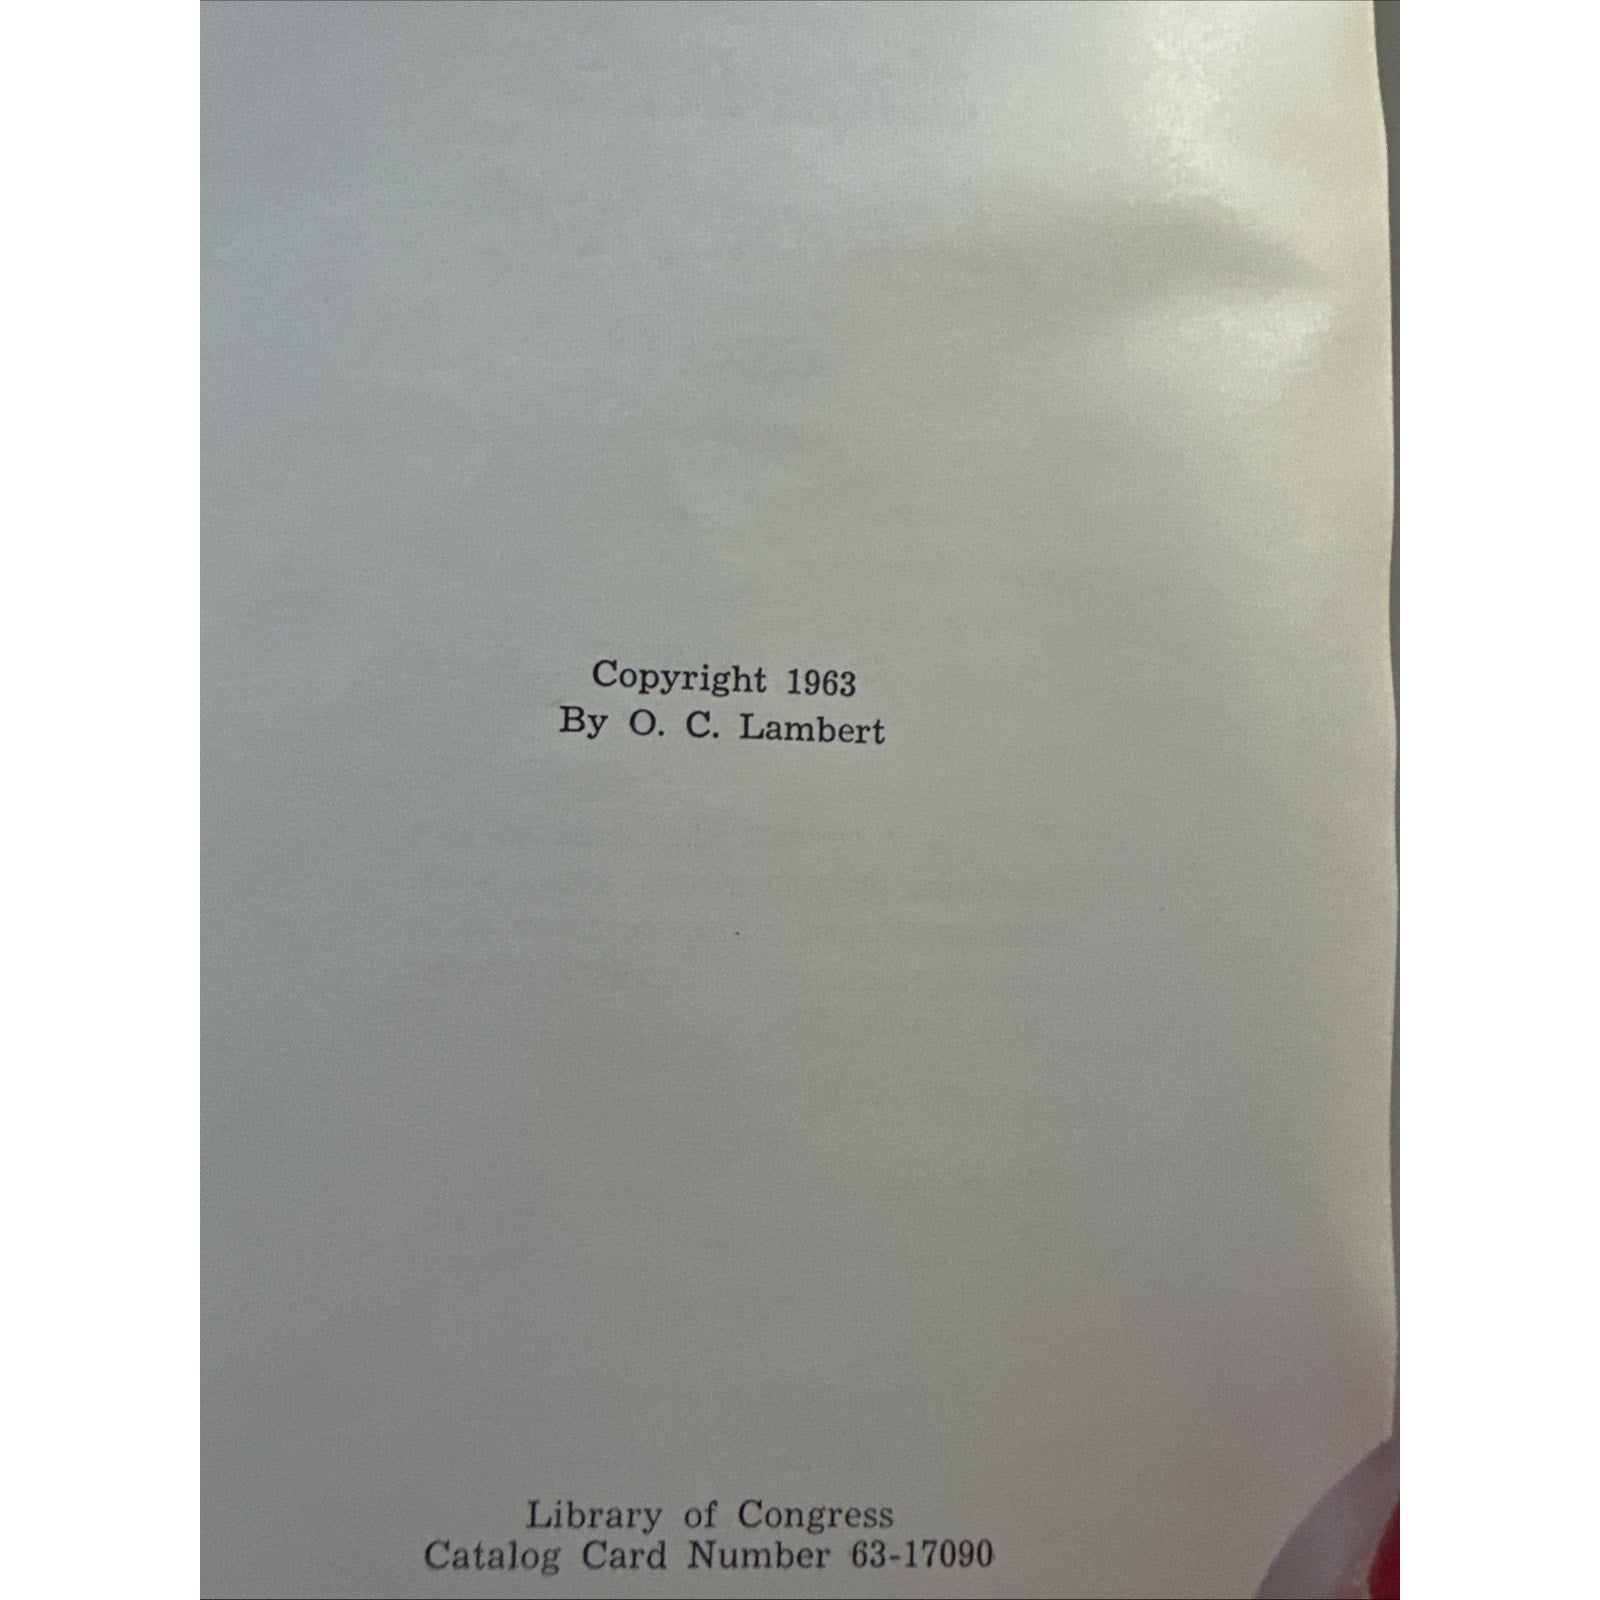 Copyright 1963
By O. C. Lambert
Library of Congress
Catalog Card Number 63-17090